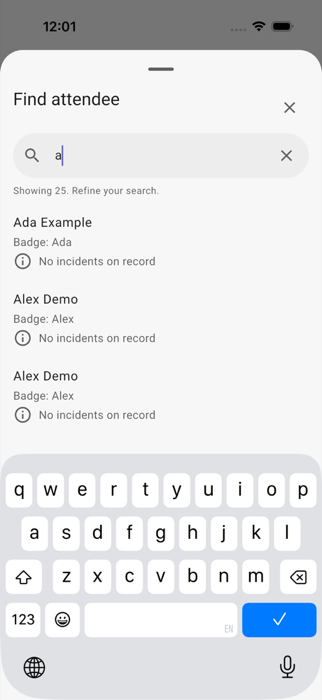 12:01
Find attendee
a
Showing 25. Refine your search.
Ada Example
Badge: Ada
No incidents on record
Alex Demo
Badge: Alex
No incidents on record
Alex Demo
Badge: Alex
No incidents on record
q w e r t y u i o p
a s d f g h j k l
z x c v b n m
123
EN